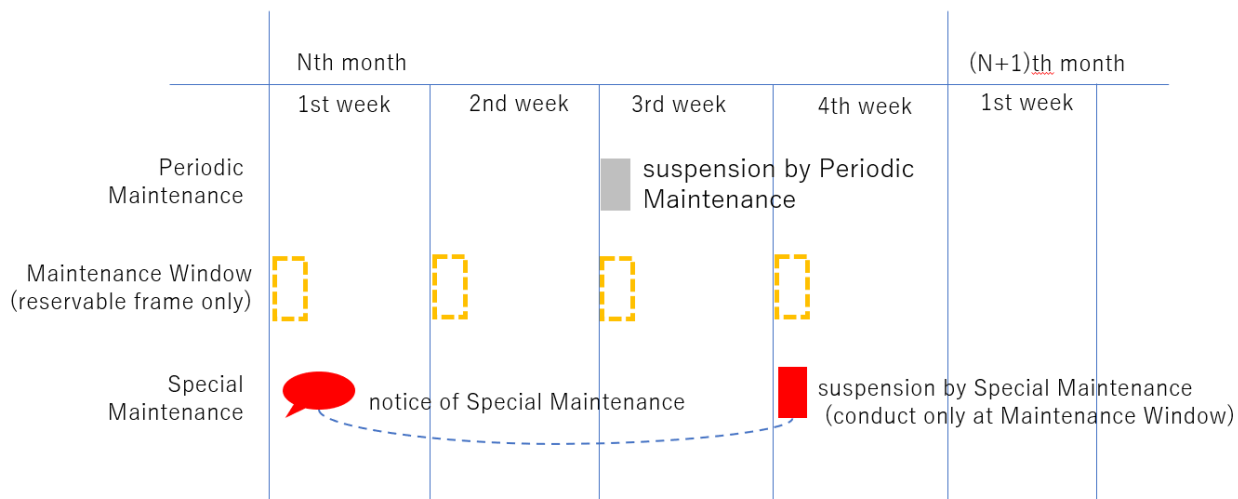 Nth month
(N+1)th month
1st week
2nd week
3rd week
4th week
1st week
Periodic
Maintenance
suspension by Periodic
Maintenance
Maintenance Window
(reservable frame only)
Special
Maintenance
notice of Special Maintenance
suspension by Special Maintenance
(conduct only at Maintenance Window)